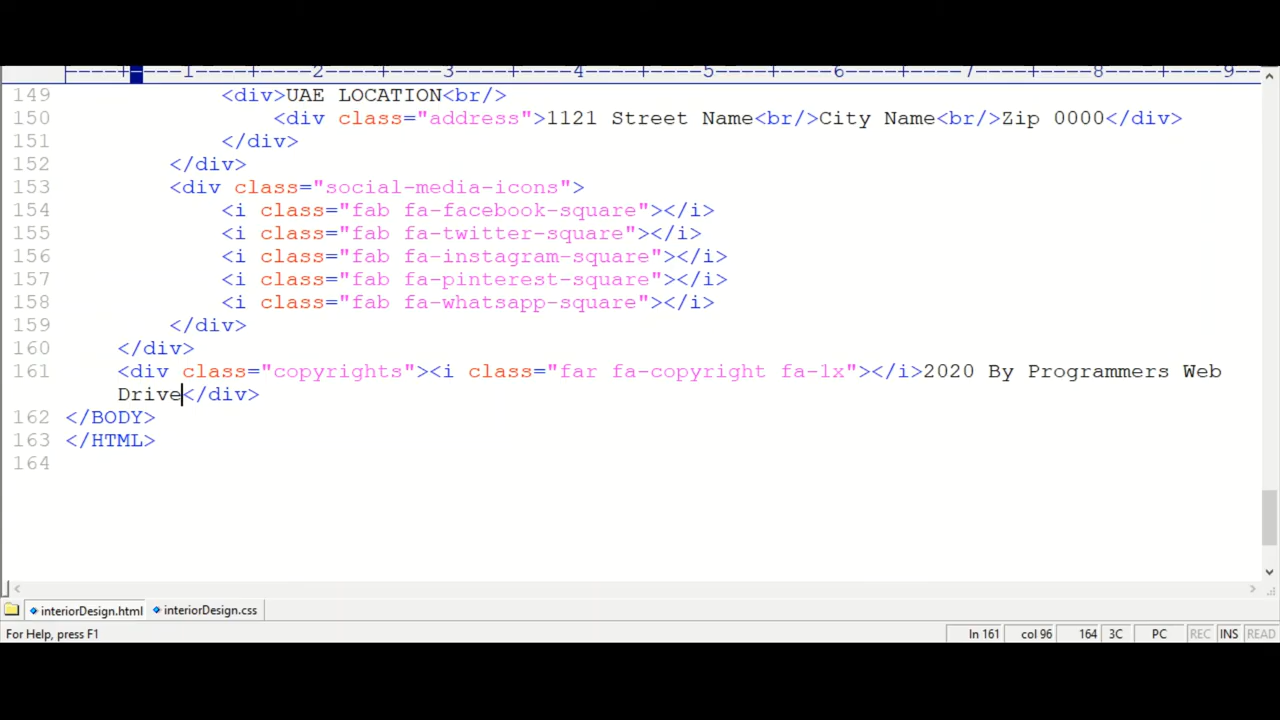 ----+----1----+----2----+----3----+----4----+----5----+----6----+----7----+----8----+----9--
149 <div>UAE LOCATION<br/>
150 <div class="address">1121 Street Name<br/>City Name<br/>Zip 0000</div>
151 </div>
152 </div>
153 <div class="social-media-icons">
154 <i class="fab fa-facebook-square"></i>
155 <i class="fab fa-twitter-square"></i>
156 <i class="fab fa-instagram-square"></i>
157 <i class="fab fa-pinterest-square"></i>
158 <i class="fab fa-whatsapp-square"></i>
159 </div>
160 </div>
161 <div class="copyrights"><i class="far fa-copyright fa-1x"></i>2020 By Programmers Web
Drive</div>
162 </BODY>
163 </HTML>
164
interiorDesign.html interiorDesign.css
For Help, press F1 ln 161 col 96 164 3C PC REC INS READ